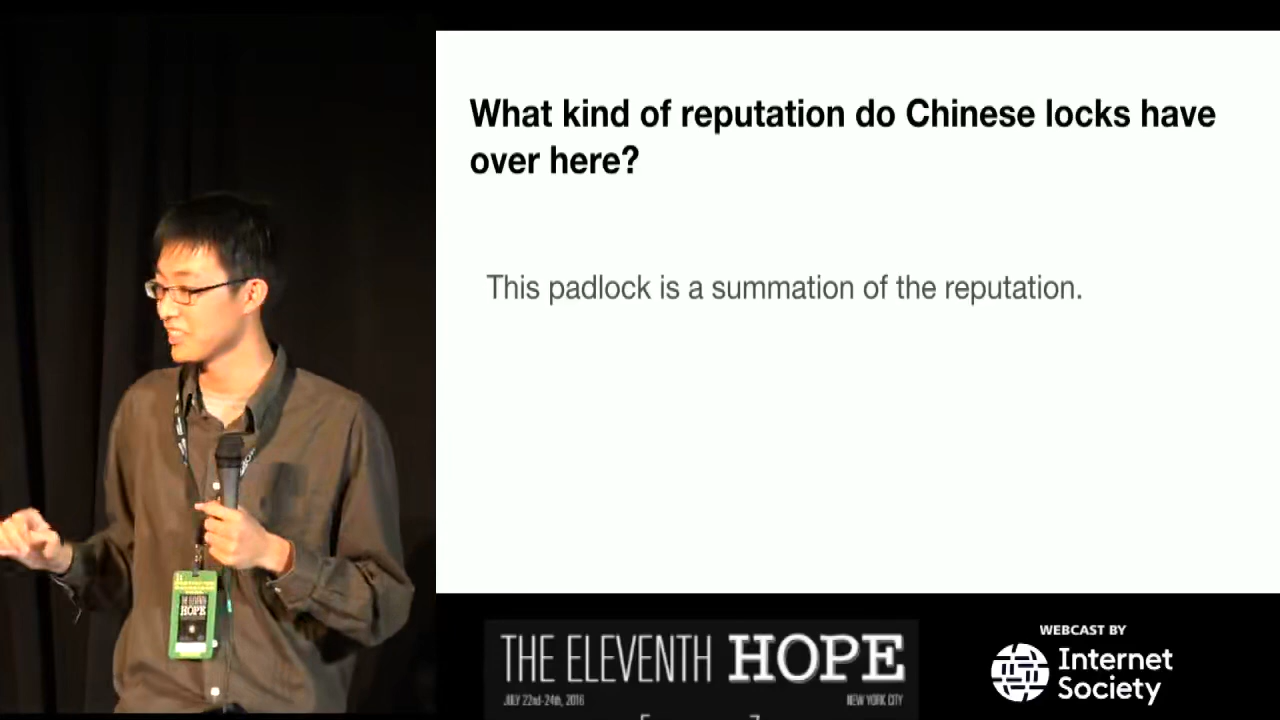 What kind of reputation do Chinese locks have
over here?
This padlock is a summation of the reputation.
HOPE
THE ELEVENTH HOPE
JULY 22nd-24th, 2016
NEW YORK CITY
WEBCAST BY
Internet
Society